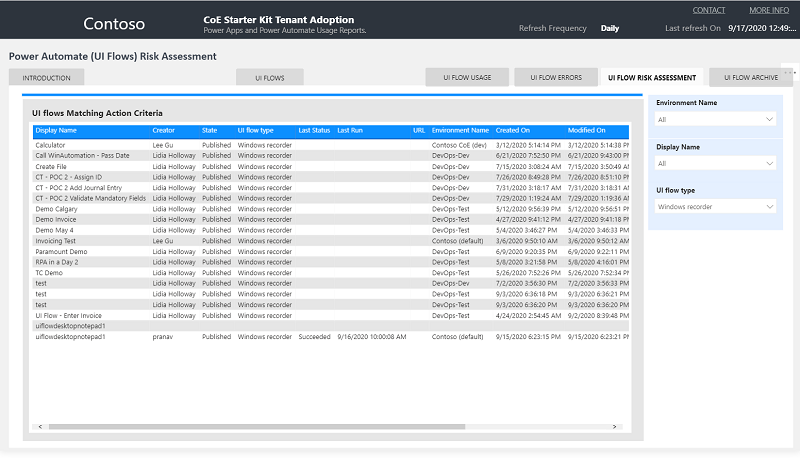 Contoso
CoE Starter Kit Tenant Adoption
Power Apps and Power Automate Usage Reports.
CONTACT MORE INFO
Refresh Frequency Daily Last refresh On 9/17/2020 12:49:...
Power Automate (UI Flows) Risk Assessment
INTRODUCTION UI FLOWS UI FLOW USAGE UI FLOW ERRORS UI FLOW RISK ASSESSMENT UI FLOW ARCHIVE
UI flows Matching Action Criteria
Display Name Creator State UI flow type Last Status Last Run URL Environment Name Created On Modified On
Calculator Lee Gu Published Windows recorder Contoso CoE (dev) 3/12/2020 5:14:14 PM 3/12/2020 5:14:38 PM
Call WinAutomation - Pass Date Lidia Holloway Published Windows recorder DevOps-Dev 6/21/2020 7:52:50 PM 6/21/2020 9:43:00 PM
Create File Lidia Holloway Published Windows recorder DevOps-Dev 7/15/2020 3:08:24 AM 7/15/2020 3:50:49 AM
CT - POC 2 - Assign ID Lidia Holloway Published Windows recorder DevOps-Dev 7/26/2020 8:49:28 PM 7/26/2020 8:51:10 PM
CT - POC 2 Add Journal Entry Lidia Holloway Published Windows recorder DevOps-Dev 7/31/2020 3:18:17 AM 7/31/2020 3:18:31 AM
CT - POC 2 Validate Mandatory Fields Lidia Holloway Published Windows recorder DevOps-Dev 7/29/2020 1:19:24 AM 7/29/2020 1:19:36 AM
Demo Calgary Lidia Holloway Published Windows recorder DevOps-Test 5/12/2020 9:56:39 PM 5/12/2020 9:56:51 PM
Demo Invoice Lidia Holloway Published Windows recorder DevOps-Test 4/27/2020 9:41:12 PM 4/27/2020 9:41:18 PM
Demo May 4 Lidia Holloway Published Windows recorder DevOps-Test 5/4/2020 3:46:27 PM 5/4/2020 3:46:33 PM
Invoicing Test Lee Gu Published Windows recorder Contoso (default) 3/6/2020 9:50:10 AM 3/6/2020 9:50:12 AM
Paramount Demo Lidia Holloway Published Windows recorder DevOps-Test 6/9/2020 9:20:35 PM 6/9/2020 9:22:11 PM
RPA in a Day 2 Lidia Holloway Published Windows recorder DevOps-Test 5/8/2020 3:21:58 PM 5/8/2020 4:16:01 PM
TC Demo Lidia Holloway Published Windows recorder DevOps-Test 5/26/2020 7:52:26 PM 5/26/2020 7:52:34 PM
test Lidia Holloway Published Windows recorder DevOps-Dev 7/2/2020 3:56:30 PM 7/2/2020 3:56:33 PM
test Lidia Holloway Published Windows recorder DevOps-Test 9/3/2020 6:36:18 PM 9/3/2020 6:36:21 PM
test Lidia Holloway Published Windows recorder DevOps-Test 9/3/2020 6:36:20 PM 9/3/2020 6:36:20 PM
UI Flow - Enter Invoice Lidia Holloway Published Windows recorder DevOps-Test 4/24/2020 2:54:45 AM 9/2/2020 8:39:48 PM
uiflowdesktopnotepad1
uiflowdesktopnotepad1 pranav Published Windows recorder Succeeded 9/16/2020 10:00:08 AM Contoso (default) 9/15/2020 6:23:15 PM 9/15/2020 6:23:21 PM
Environment Name
All
Display Name
All
UI flow type
Windows recorder